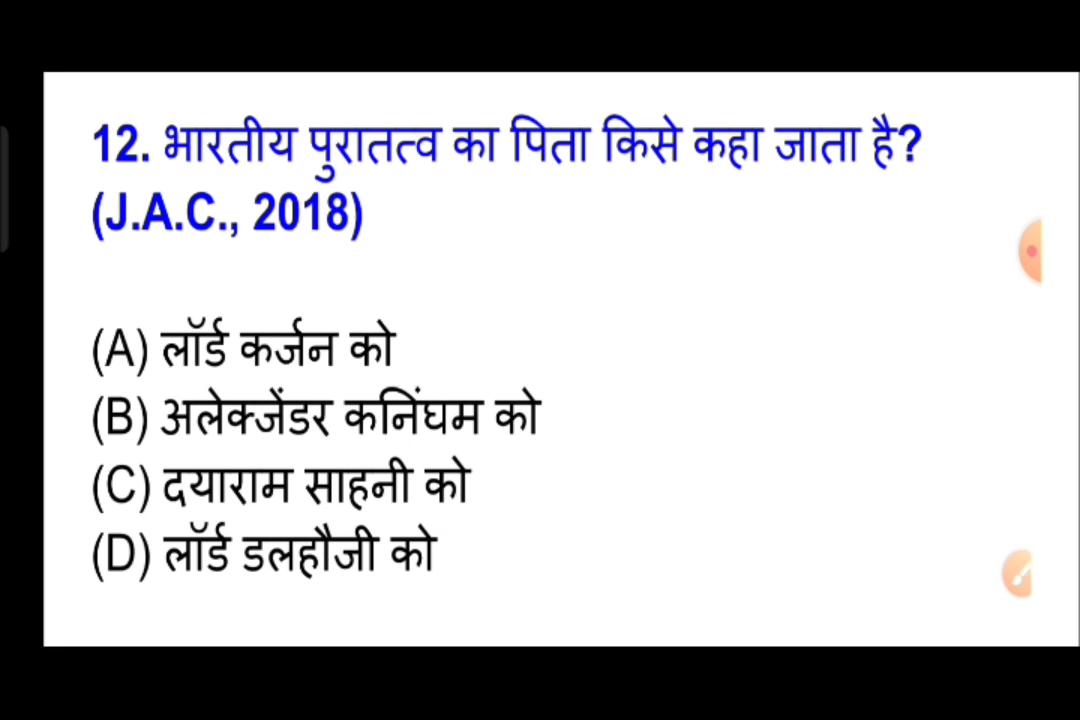 12. भारतीय पुरातत्व का पिता किसे कहा जाता है?
(J.A.C., 2018)
(A) लॉर्ड कर्जन को
(B) अलेक्जेंडर कनिंघम को
(C) दयाराम साहनी को
(D) लॉर्ड डलहौजी को